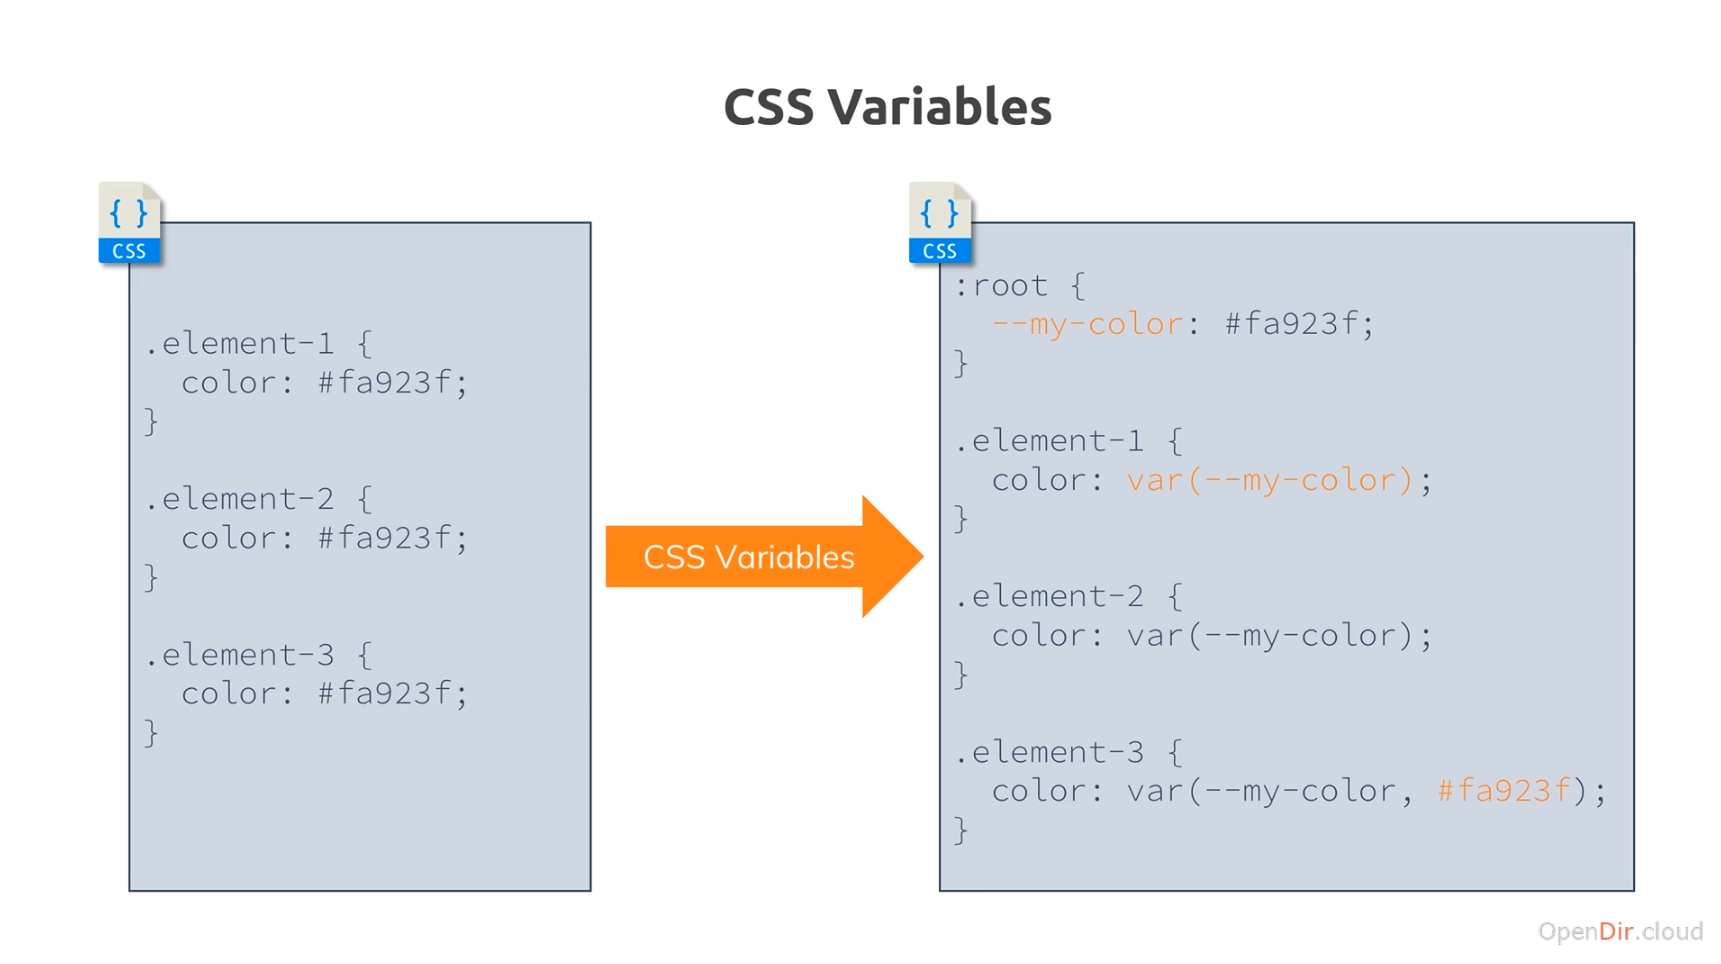 CSS Variables
{ }
CSS
.element-1 {
  color: #fa923f;
}
.element-2 {
  color: #fa923f;
}
.element-3 {
  color: #fa923f;
}
CSS Variables
{ }
CSS
:root {
  --my-color: #fa923f;
}
.element-1 {
  color: var(--my-color);
}
.element-2 {
  color: var(--my-color);
}
.element-3 {
  color: var(--my-color, #fa923f);
}
OpenDir.cloud